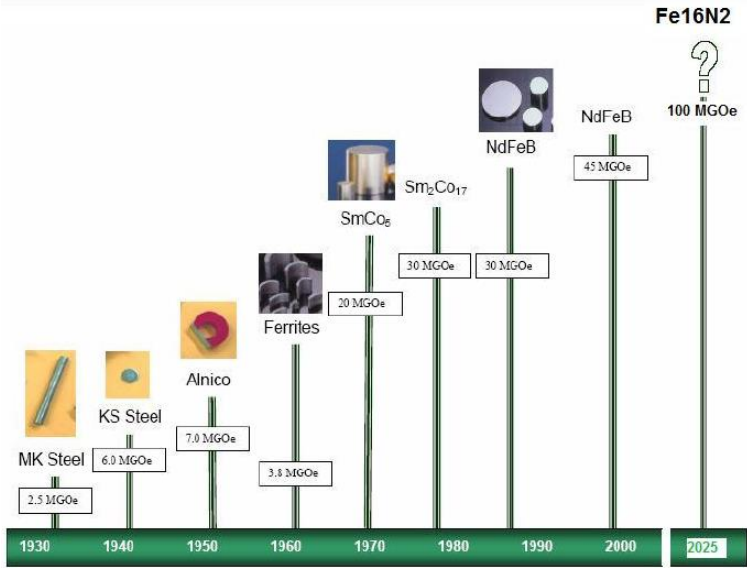 Fe16N2
?
100 MGOe
NdFeB
45 MGOe
NdFeB
30 MGOe
Sm₂Co₁₇
30 MGOe
SmCo₅
20 MGOe
Ferrites
3.8 MGOe
Alnico
7.0 MGOe
KS Steel
6.0 MGOe
MK Steel
2.5 MGOe
1930 1940 1950 1960 1970 1980 1990 2000 2025